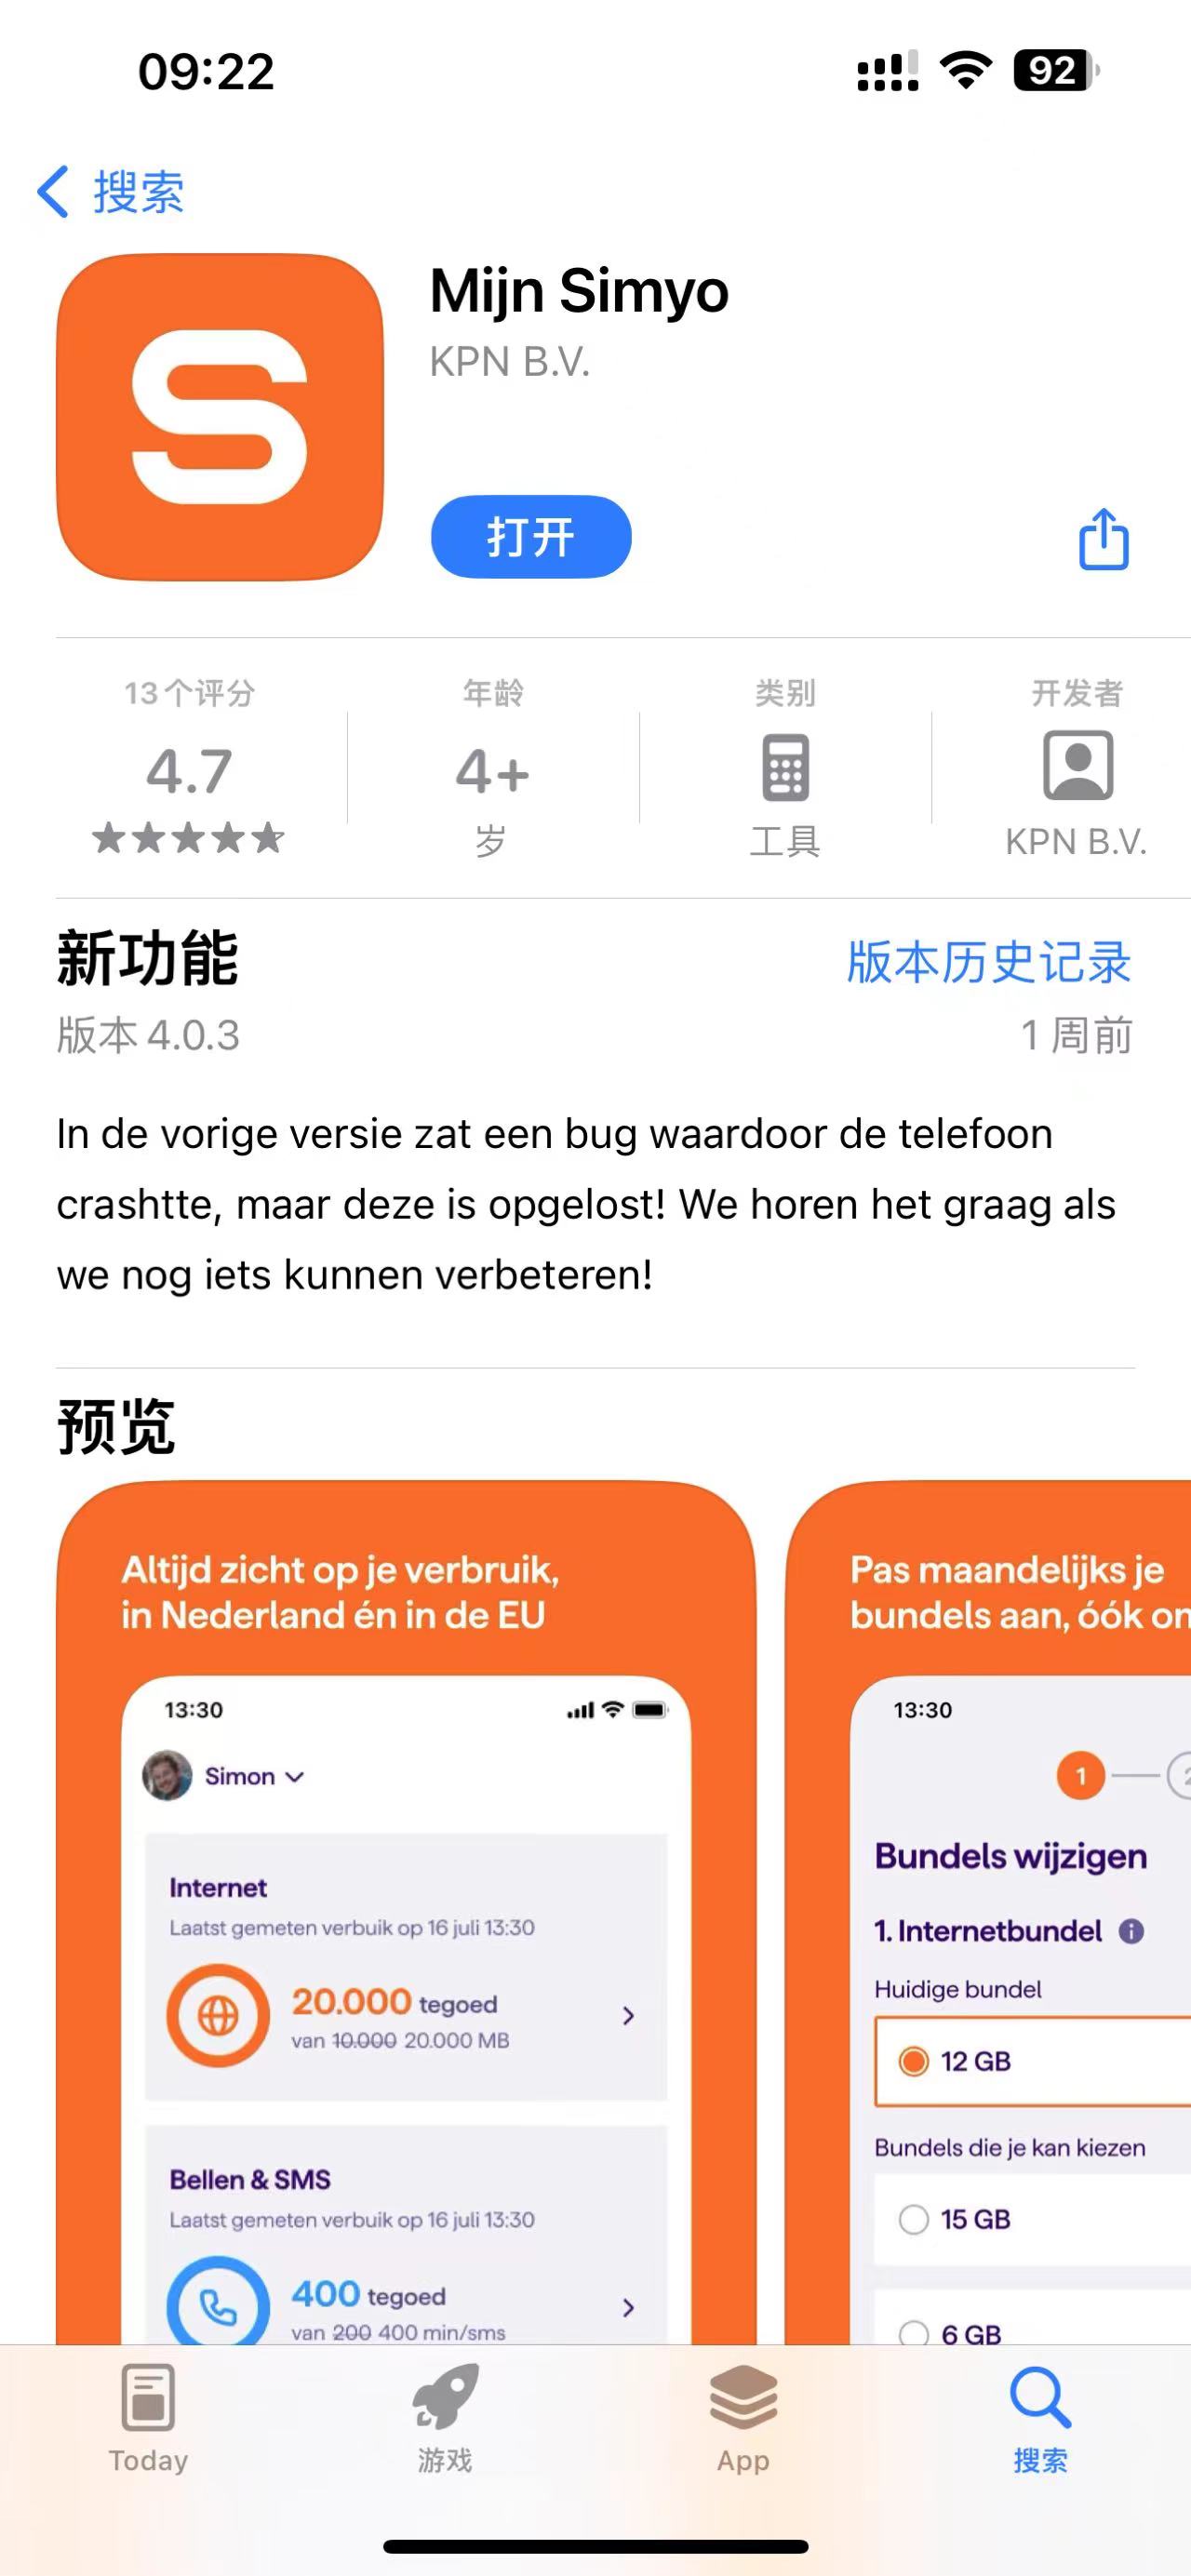 09:22
92
搜索
S
Mijn Simyo
KPN B.V.
打开
13个评分
4.7
年龄
4+
岁
类别
工具
开发者
KPN B.V.
新功能
版本历史记录
版本 4.0.3
1 周前
In de vorige versie zat een bug waardoor de telefoon
crashtte, maar deze is opgelost! We horen het graag als
we nog iets kunnen verbeteren!
预览
Altijd zicht op je verbruik,
in Nederland én in de EU
13:30
Simon
Internet
Laatst gemeten verbuik op 16 juli 13:30
20.000 tegoed
van 10.000 20.000 MB
Bellen & SMS
Laatst gemeten verbuik op 16 juli 13:30
400 tegoed
van 200 400 min/sms
Pas maandelijks je
bundels aan, óók on
13:30
1
2
Bundels wijzigen
1. Internetbundel
Huidige bundel
12 GB
Bundels die je kan kiezen
15 GB
6 GB
Today
游戏
App
搜索